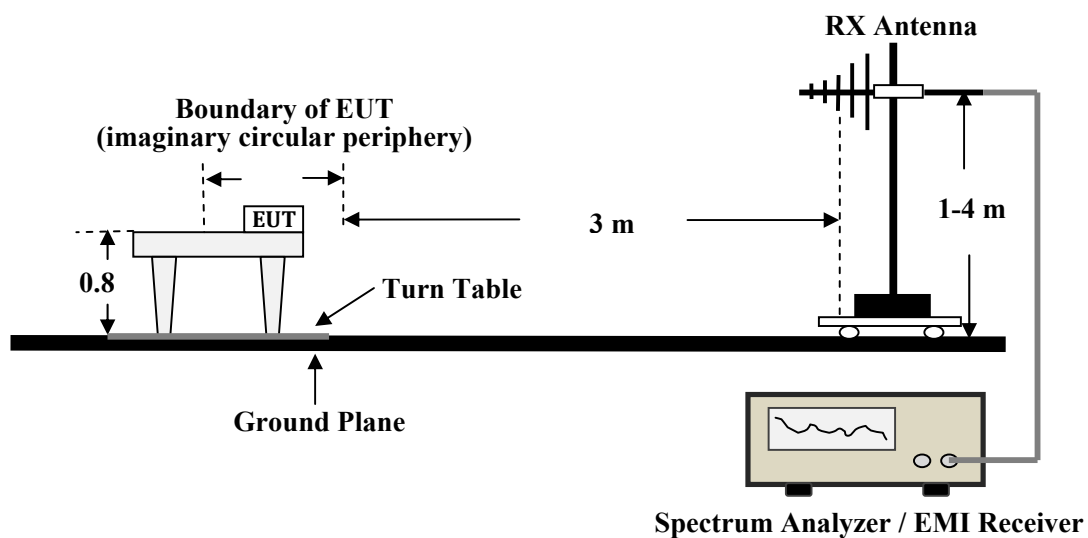 RX Antenna
Boundary of EUT
(imaginary circular periphery)
EUT
3 m
1-4 m
0.8
Turn Table
Ground Plane
Spectrum Analyzer / EMI Receiver